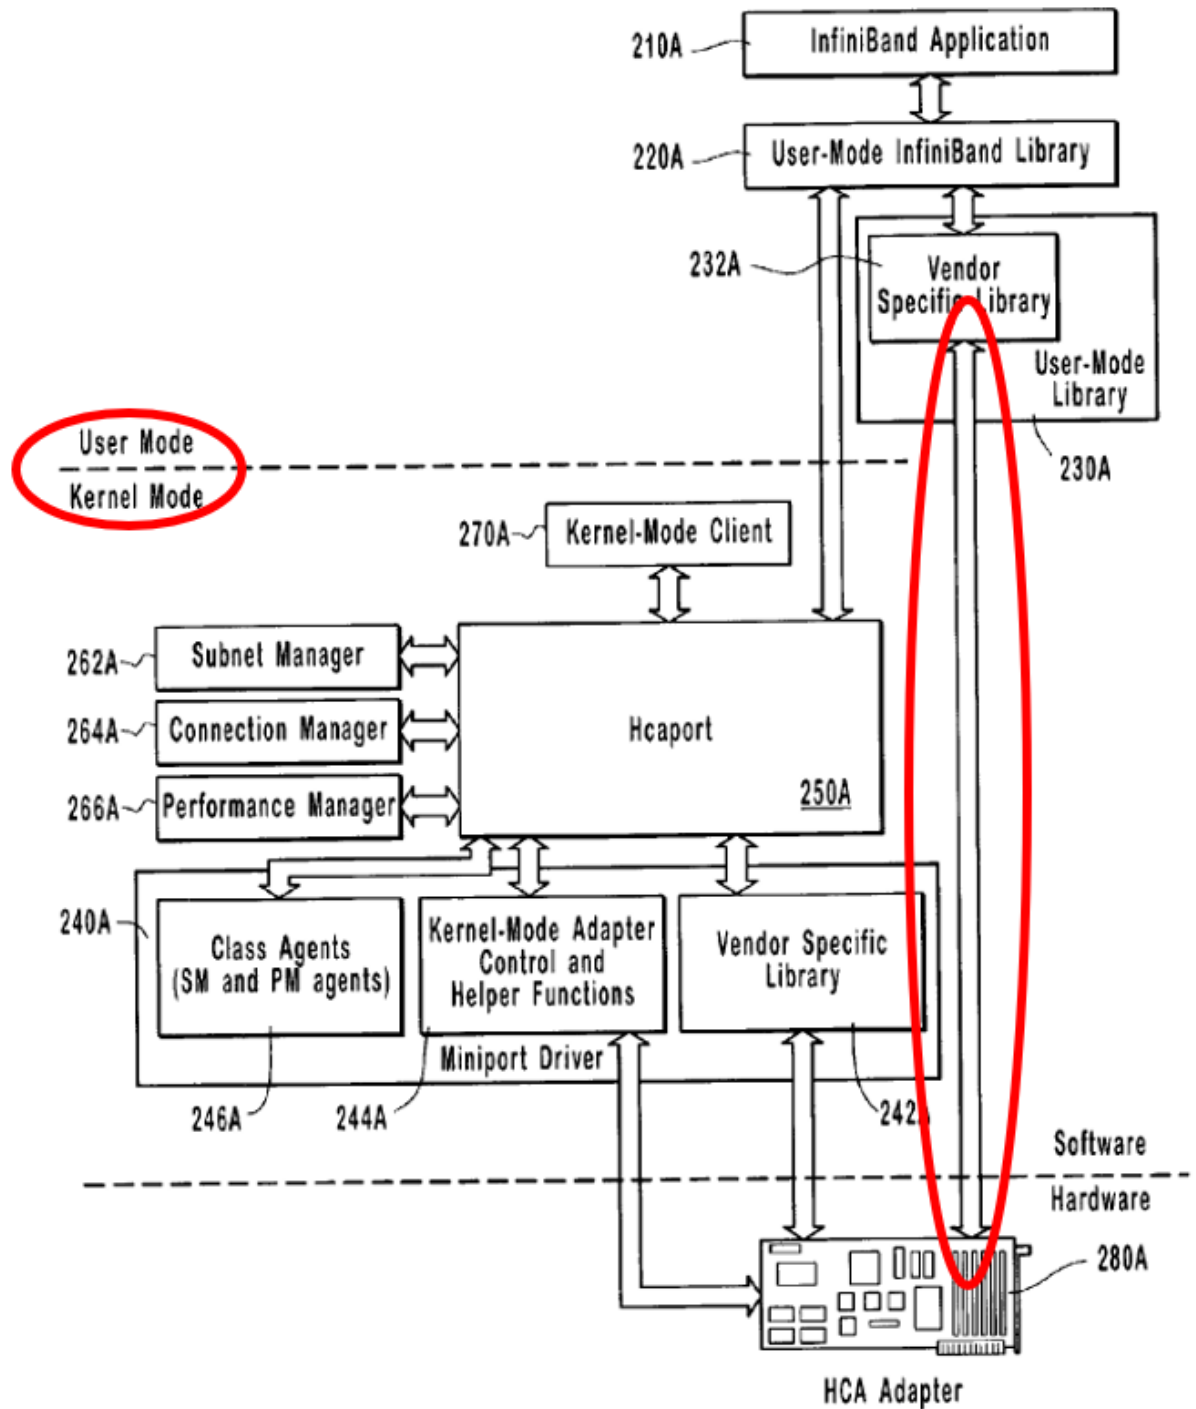 210A
InfiniBand Application
220A
User-Mode InfiniBand Library
232A
Vendor
Specific Library
User-Mode
Library
230A
User Mode
Kernel Mode
270A
Kernel-Mode Client
262A
Subnet Manager
264A
Connection Manager
266A
Performance Manager
Hcaport
250A
240A
Class Agents
(SM and PM agents)
Kernel-Mode Adapter
Control and
Helper Functions
Vendor Specific
Library
Miniport Driver
246A
244A
242A
Software
Hardware
280A
HCA Adapter